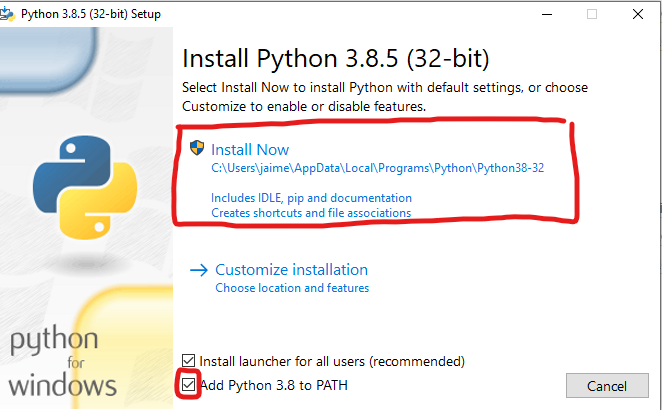 Python 3.8.5 (32-bit) Setup
Install Python 3.8.5 (32-bit)
Select Install Now to install Python with default settings, or choose
Customize to enable or disable features.
Install Now
C:\Users\jaime\AppData\Local\Programs\Python\Python38-32
Includes IDLE, pip and documentation
Creates shortcuts and file associations
Customize installation
Choose location and features
python
for
windows
Install launcher for all users (recommended)
Add Python 3.8 to PATH
Cancel